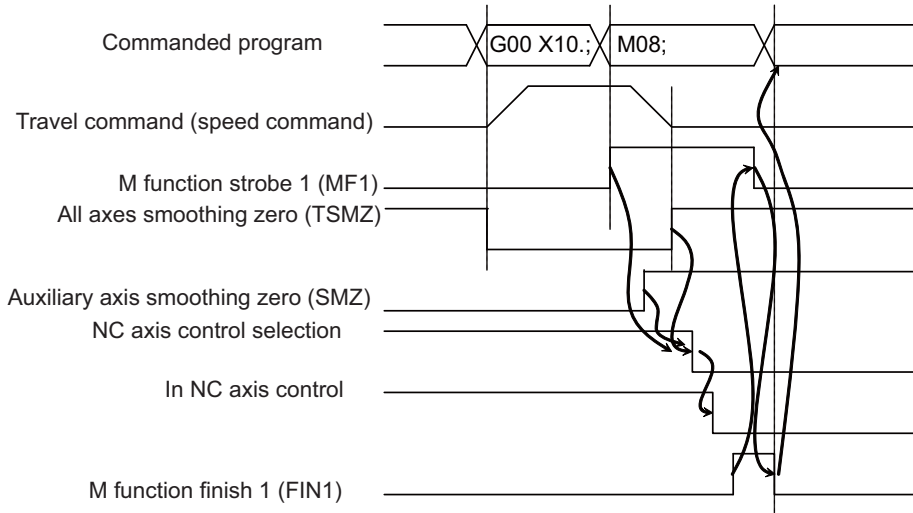 Commanded program
G00 X10.;
M08;
Travel command (speed command)
M function strobe 1 (MF1)
All axes smoothing zero (TSMZ)
Auxiliary axis smoothing zero (SMZ)
NC axis control selection
In NC axis control
M function finish 1 (FIN1)